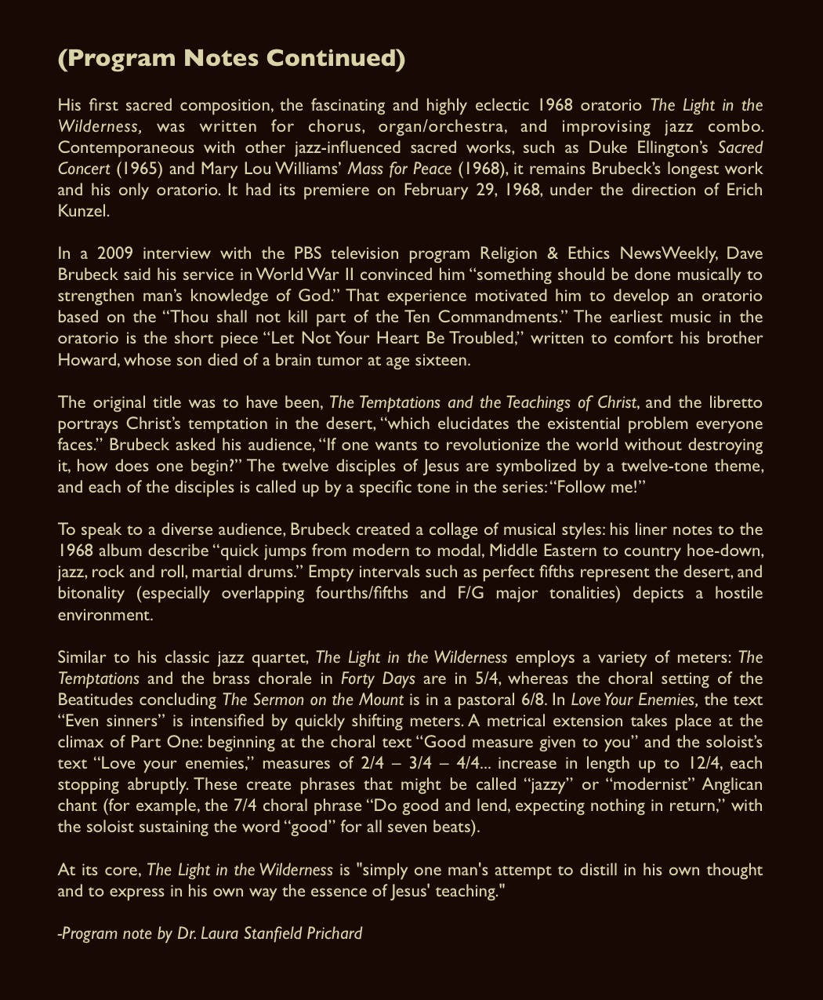 (Program Notes Continued)
His first sacred composition, the fascinating and highly eclectic 1968 oratorio The Light in the
Wilderness, was written for chorus, organ/orchestra, and improvising jazz combo.
Contemporaneous with other jazz-influenced sacred works, such as Duke Ellington’s Sacred
Concert (1965) and Mary Lou Williams’ Mass for Peace (1968), it remains Brubeck’s longest work
and his only oratorio. It had its premiere on February 29, 1968, under the direction of Erich
Kunzel.
In a 2009 interview with the PBS television program Religion & Ethics NewsWeekly, Dave
Brubeck said his service in World War II convinced him “something should be done musically to
strengthen man’s knowledge of God.” That experience motivated him to develop an oratorio
based on the “Thou shall not kill part of the Ten Commandments.” The earliest music in the
oratorio is the short piece “Let Not Your Heart Be Troubled,” written to comfort his brother
Howard, whose son died of a brain tumor at age sixteen.
The original title was to have been, The Temptations and the Teachings of Christ, and the libretto
portrays Christ’s temptation in the desert, “which elucidates the existential problem everyone
faces.” Brubeck asked his audience, “If one wants to revolutionize the world without destroying
it, how does one begin?” The twelve disciples of Jesus are symbolized by a twelve-tone theme,
and each of the disciples is called up by a specific tone in the series: “Follow me!”
To speak to a diverse audience, Brubeck created a collage of musical styles: his liner notes to the
1968 album describe “quick jumps from modern to modal, Middle Eastern to country hoe-down,
jazz, rock and roll, martial drums.” Empty intervals such as perfect fifths represent the desert, and
bitonality (especially overlapping fourths/fifths and F/G major tonalities) depicts a hostile
environment.
Similar to his classic jazz quartet, The Light in the Wilderness employs a variety of meters: The
Temptations and the brass chorale in Forty Days are in 5/4, whereas the choral setting of the
Beatitudes concluding The Sermon on the Mount is in a pastoral 6/8. In Love Your Enemies, the text
“Even sinners” is intensified by quickly shifting meters. A metrical extension takes place at the
climax of Part One: beginning at the choral text “Good measure given to you” and the soloist’s
text “Love your enemies,” measures of 2/4 – 3/4 – 4/4... increase in length up to 12/4, each
stopping abruptly. These create phrases that might be called “jazzy” or “modernist” Anglican
chant (for example, the 7/4 choral phrase “Do good and lend, expecting nothing in return,” with
the soloist sustaining the word “good” for all seven beats).
At its core, The Light in the Wilderness is "simply one man's attempt to distill in his own thought
and to express in his own way the essence of Jesus' teaching."
-Program note by Dr. Laura Stanfield Prichard